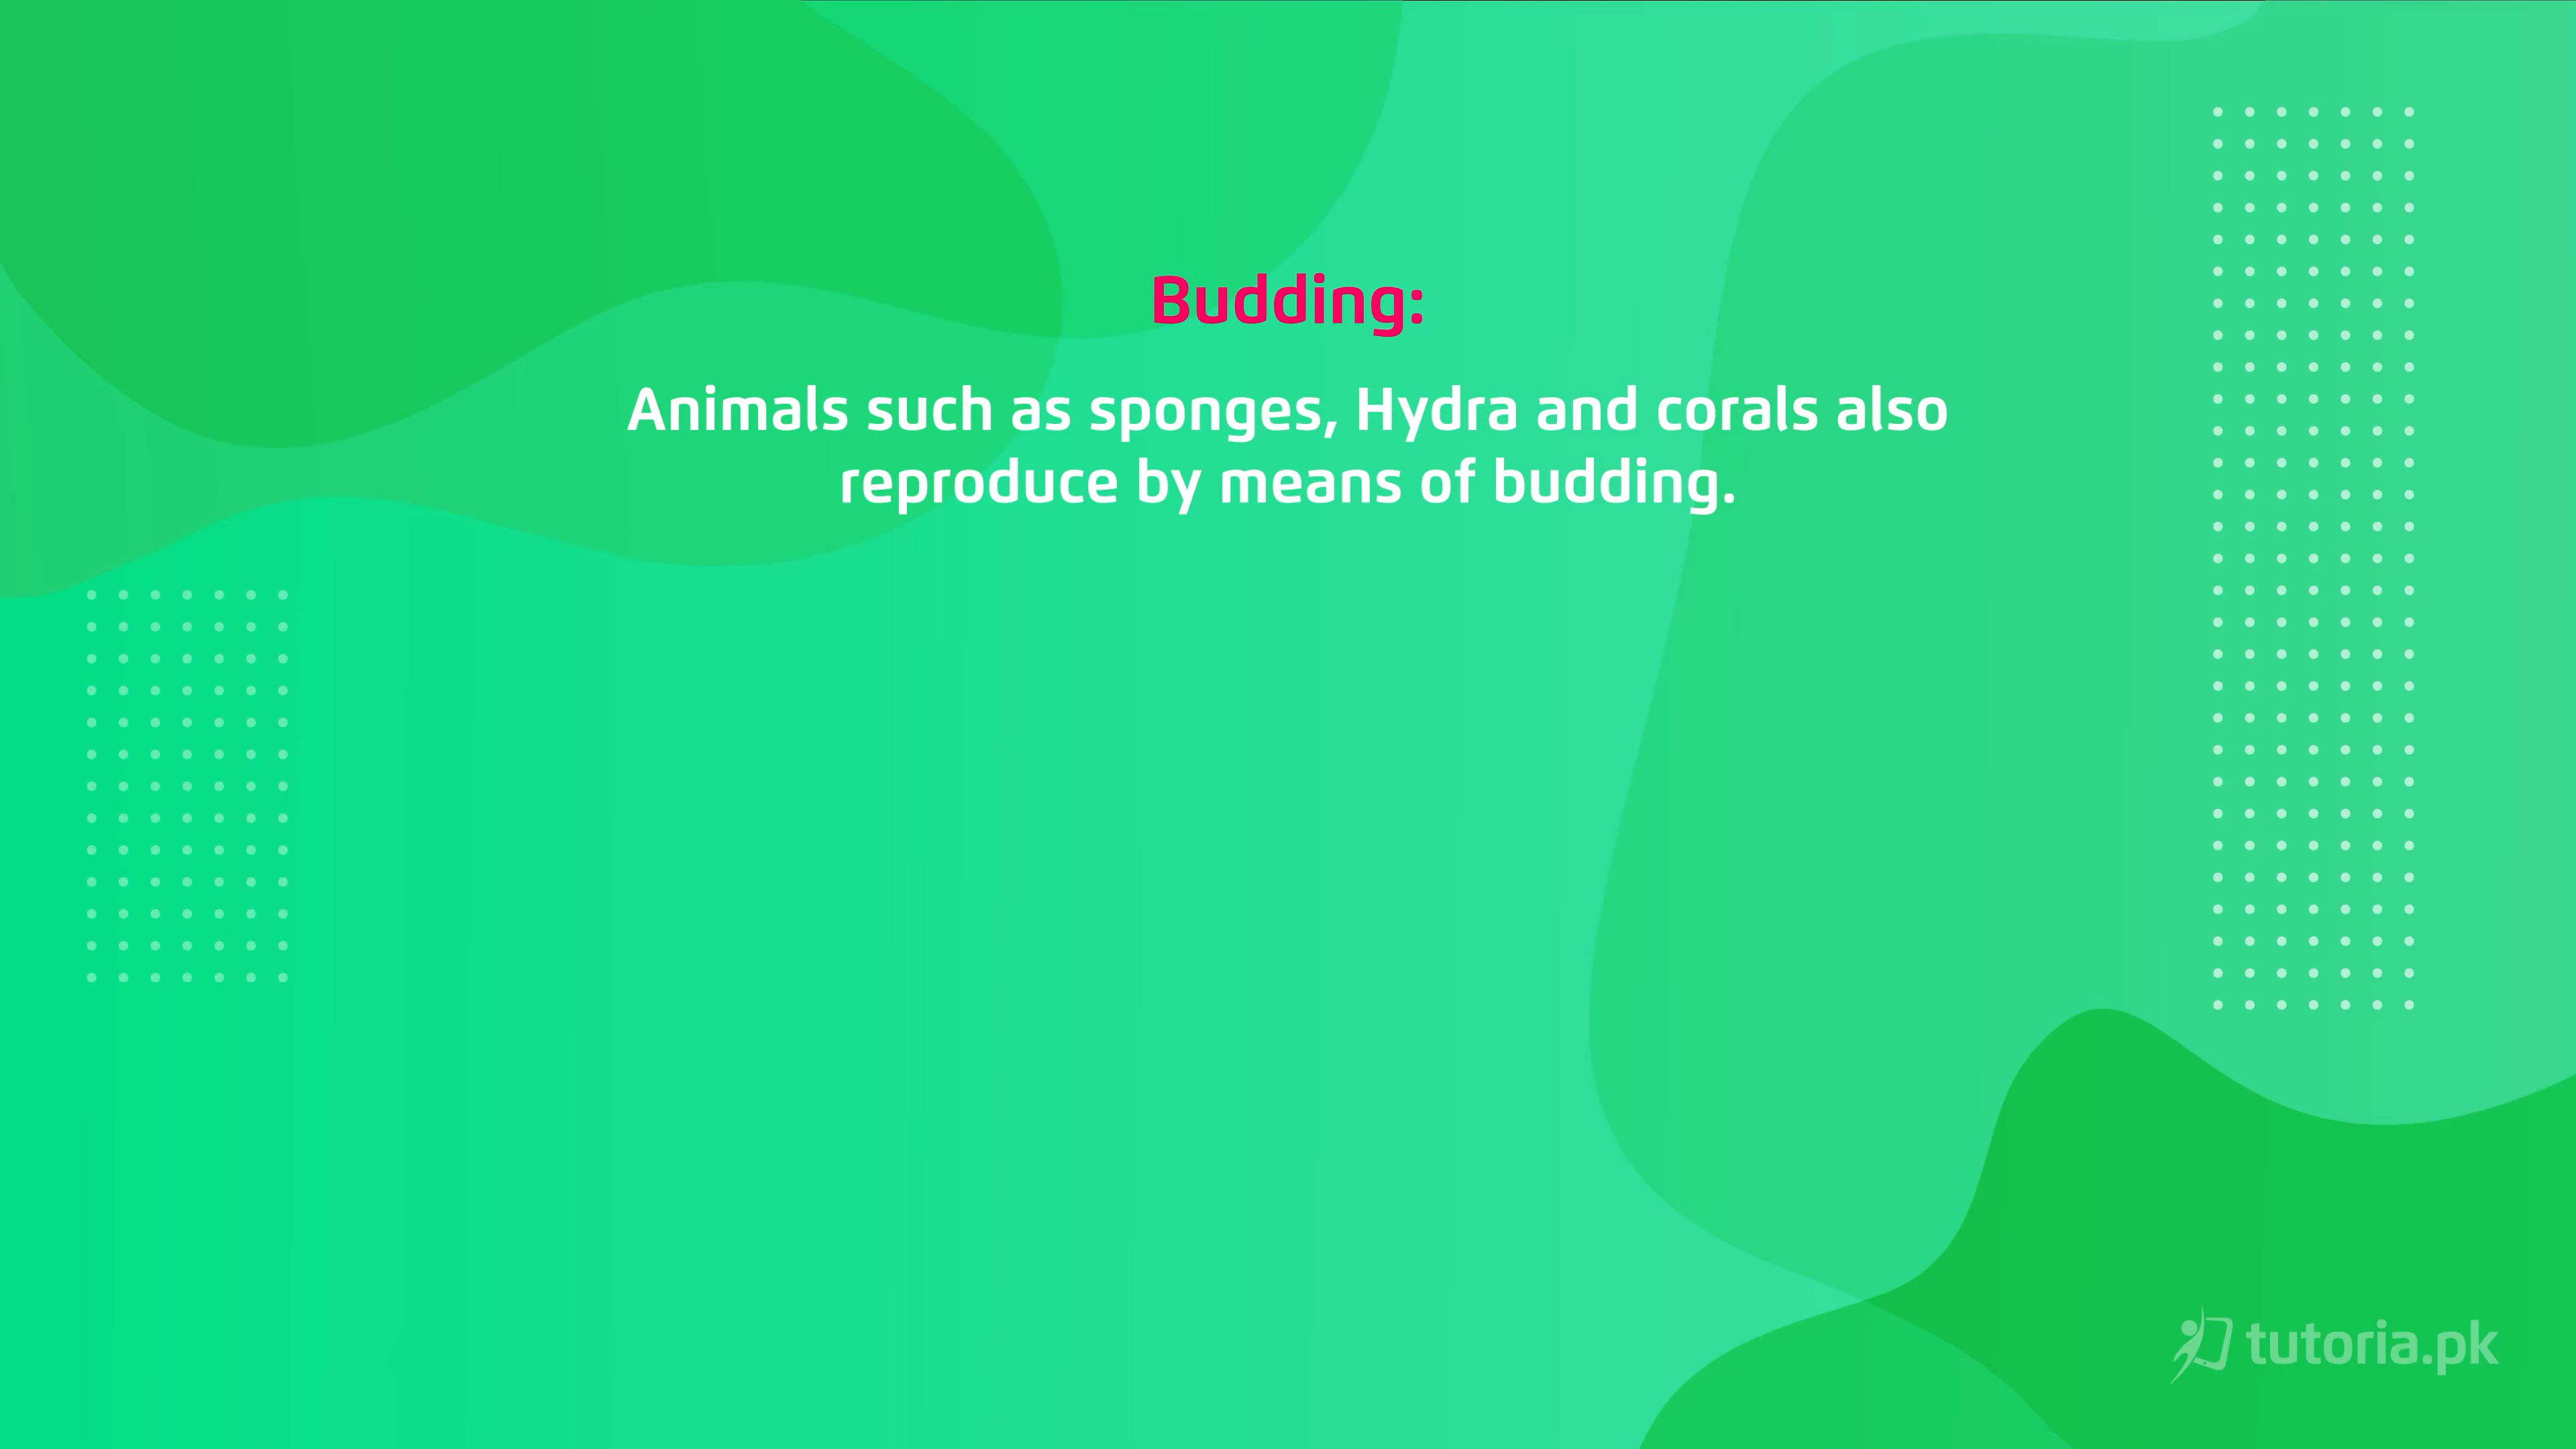 Budding:
Animals such as sponges, Hydra and corals also
reproduce by means of budding.
tutoria.pk